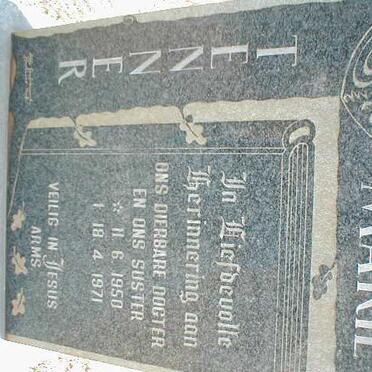 TENNER
In Liefdevolle
Herinnering aan
ONS DIERBARE DOGTER
EN ONS SUSTER
* 11. 6. 1950
† 18. 4. 1971
VEILIG IN JESUS
ARMS